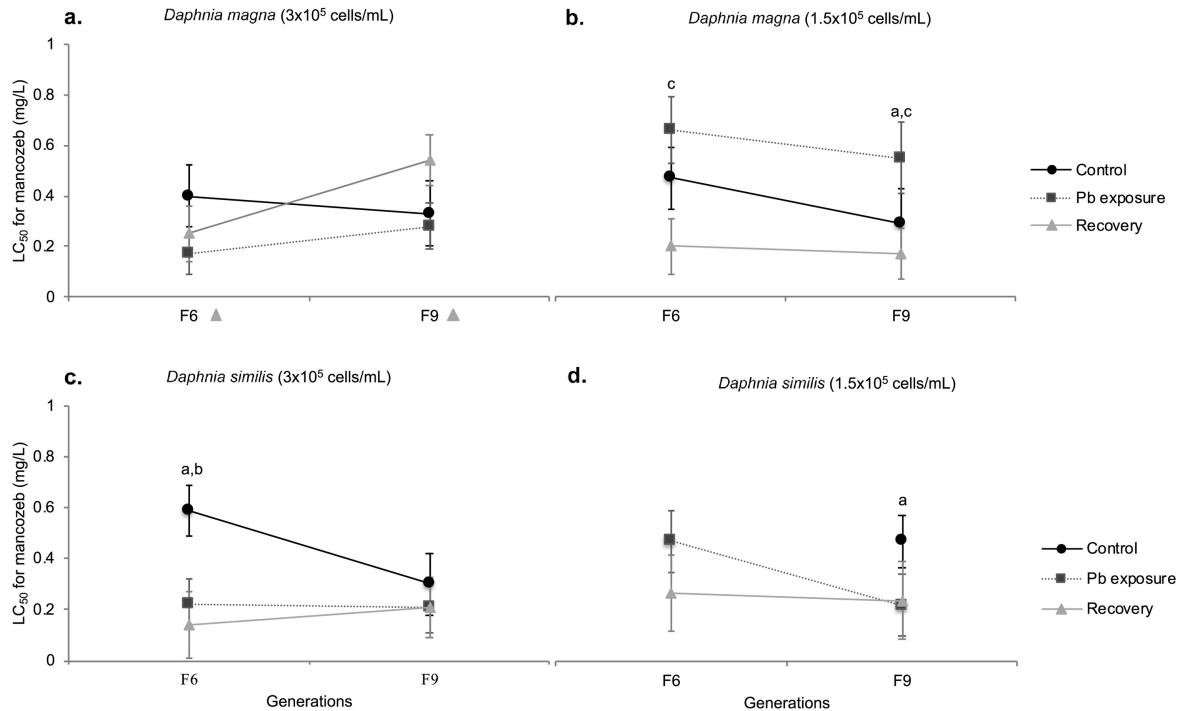 a.
Daphnia magna (3x10⁵ cells/mL)
LC₅₀ for mancozeb (mg/L)
1
0.8
0.6
0.4
0.2
0
F6
F9
b.
Daphnia magna (1.5x10⁵ cells/mL)
c
a,c
F6
F9
Control
Pb exposure
Recovery
c.
Daphnia similis (3x10⁵ cells/mL)
LC₅₀ for mancozeb (mg/L)
1
0.8
0.6
0.4
0.2
0
a,b
F6
F9
Generations
d.
Daphnia similis (1.5x10⁵ cells/mL)
a
F6
F9
Generations
Control
Pb exposure
Recovery